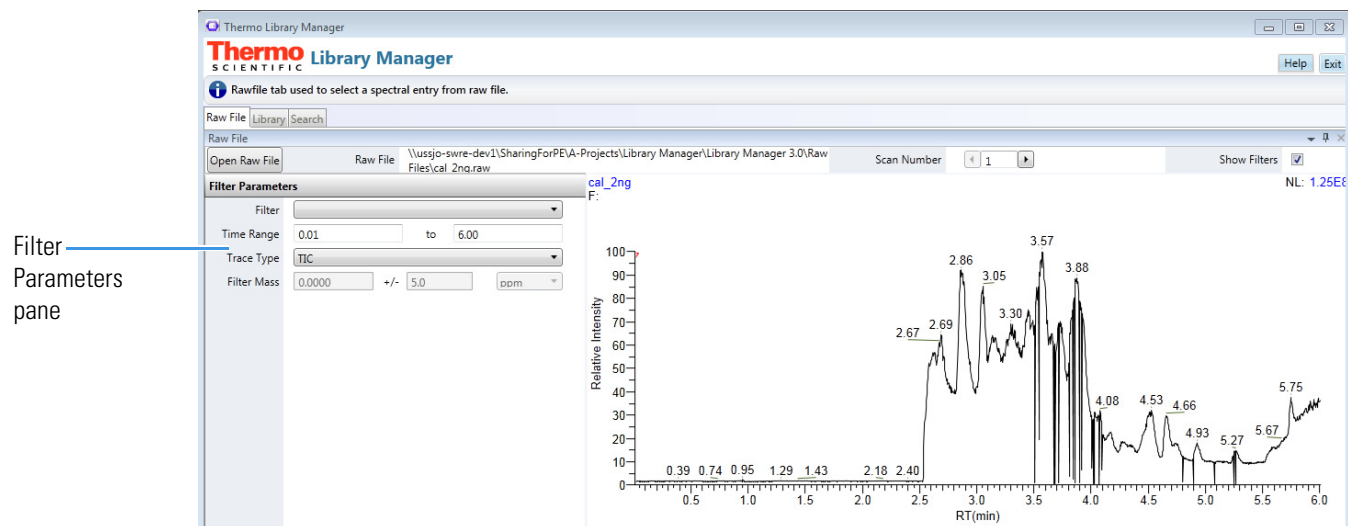 Thermo Library Manager
Thermo
SCIENTIFIC
Library Manager
Help Exit
Rawfile tab used to select a spectral entry from raw file.
Raw File Library Search
Raw File
Open Raw File Raw File \\ussjo-swre-dev1\SharingForPE\A-Projects\Library Manager\Library Manager 3.0\Raw
Files\cal_2ng.raw
Scan Number 1 Show Filters
Filter Parameters
Filter
Time Range 0.01 to 6.00
Trace Type TIC
Filter Mass 0.0000 +/- 5.0 ppm
Filter
Parameters
pane
cal_2ng NL: 1.25E8
F:
3.57
2.86 3.88
3.05
3.30
2.67 2.69
4.08 4.53 4.66
4.93 5.27 5.67 5.75
0.39 0.74 0.95 1.29 1.43 2.18 2.40
Relative Intensity
100
90
80
70
60
50
40
30
20
10
0
0.5 1.0 1.5 2.0 2.5 3.0 3.5 4.0 4.5 5.0 5.5 6.0
RT(min)